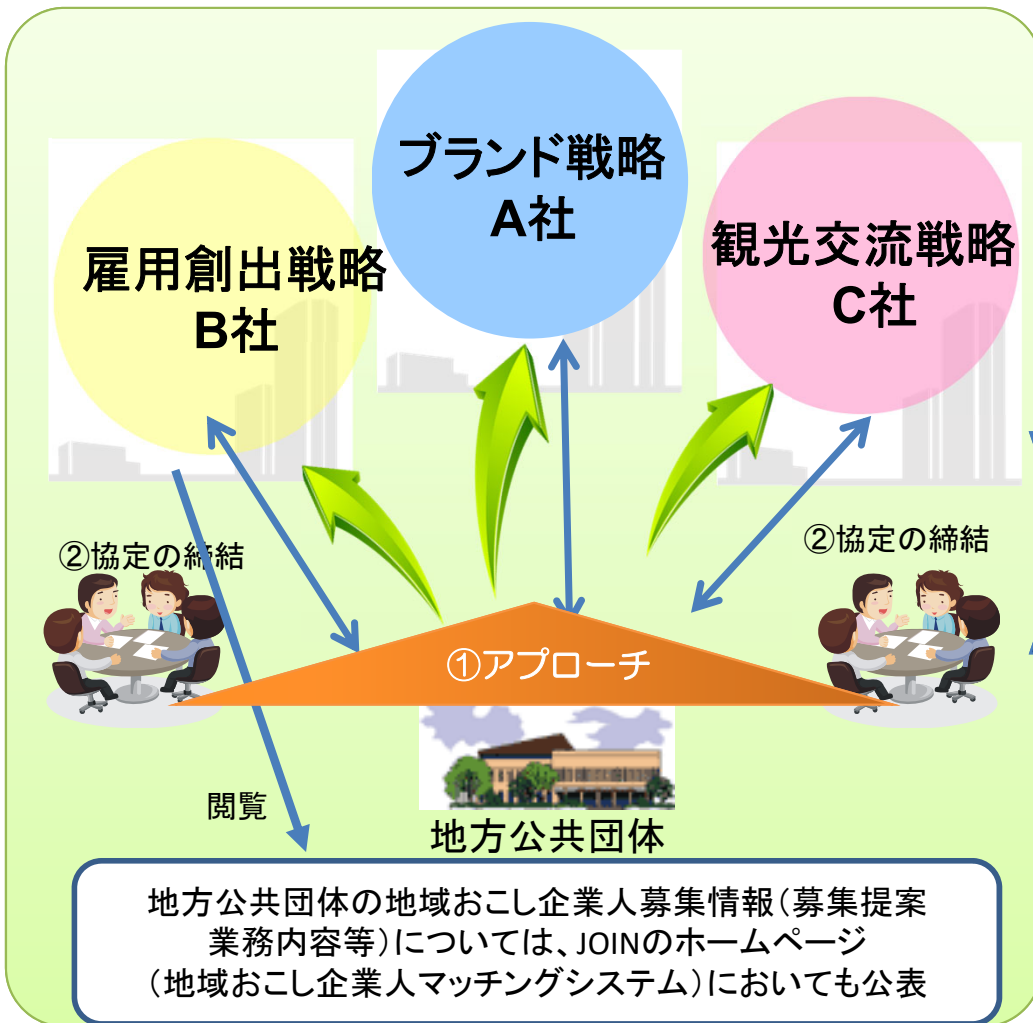 ブランド戦略
A社
雇用創出戦略
B社
観光交流戦略
C社
②協定の締結
②協定の締結
①アプローチ
閲覧
地方公共団体
地方公共団体の地域おこし企業人募集情報（募集提案
業務内容等）については、JOINのホームページ
（地域おこし企業人マッチングシステム）においても公表